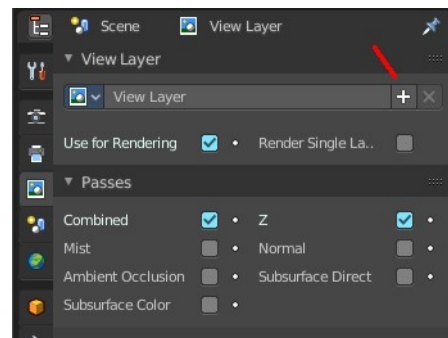 Scene View Layer
View Layer
View Layer
Use for Rendering Render Single La..
Passes
Combined Z
Mist Normal
Ambient Occlusion Subsurface Direct
Subsurface Color